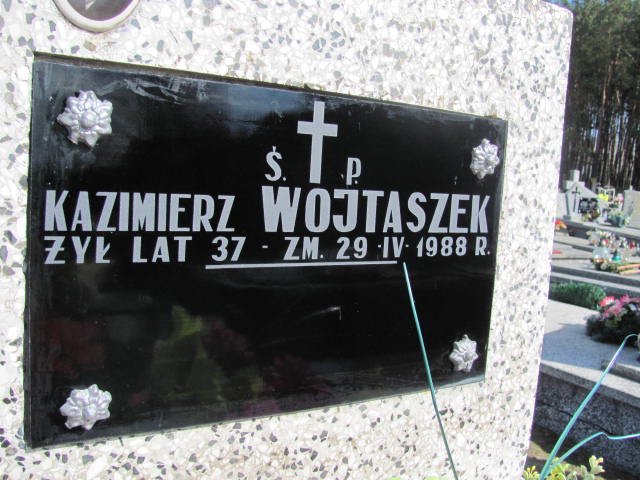 Ś. P.
KAZIMIERZ WOJTASZEK
ŻYŁ LAT 37 - ZM. 29 ·IV· 1988 R.